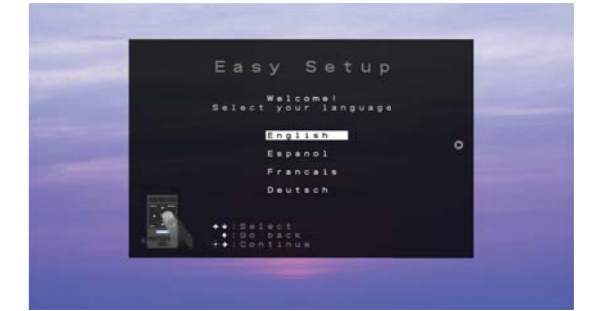 Easy Setup
Welcome!
Select your language
English
Espanol
Francais
Deutsch
:Select
:Go back
:Continue